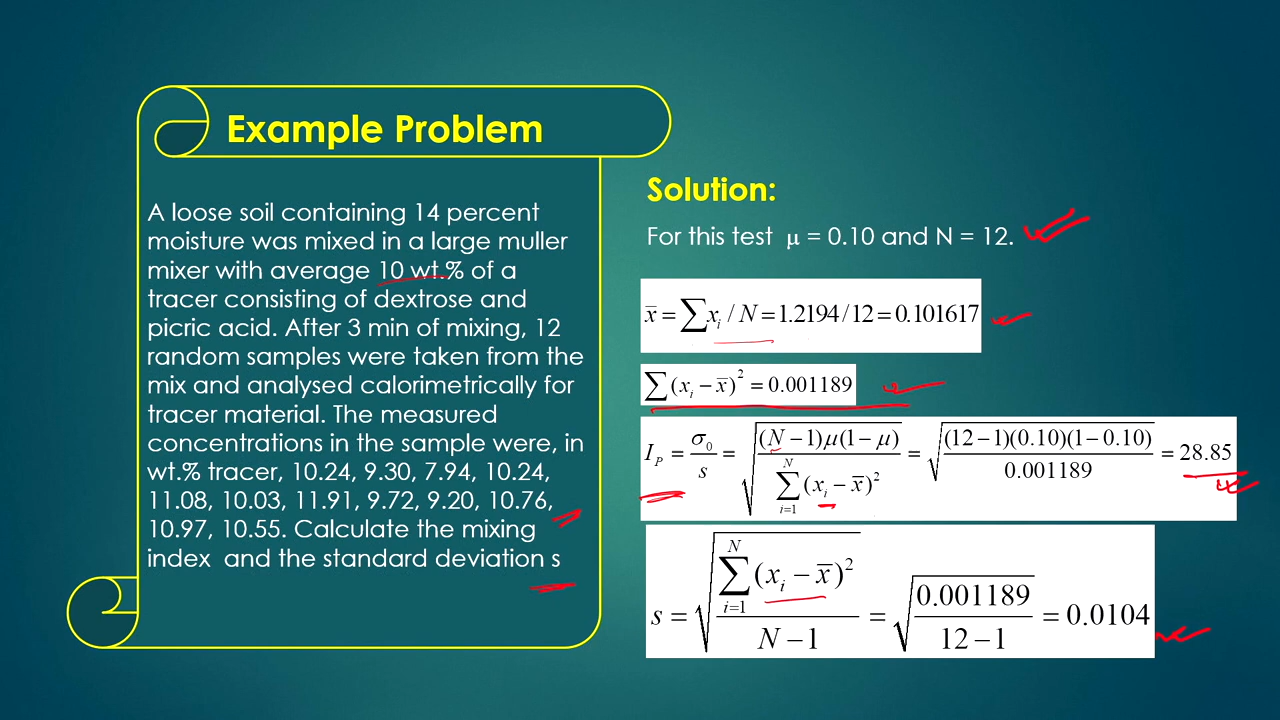 Example Problem
A loose soil containing 14 percent
moisture was mixed in a large muller
mixer with average 10 wt.% of a
tracer consisting of dextrose and
picric acid. After 3 min of mixing, 12
random samples were taken from the
mix and analysed calorimetrically for
tracer material. The measured
concentrations in the sample were, in
wt.% tracer, 10.24, 9.30, 7.94, 10.24,
11.08, 10.03, 11.91, 9.72, 9.20, 10.76,
10.97, 10.55. Calculate the mixing
index and the standard deviation s
Solution:
For this test μ = 0.10 and N = 12.
x̄ = ∑ xᵢ / N = 1.2194 / 12 = 0.101617
∑ (xᵢ − x̄)² = 0.001189
I_P = σ₀/s = √((N − 1)μ(1 − μ) / ∑_{i=1}^{N} (xᵢ − x̄)²) = √((12 − 1)(0.10)(1 − 0.10) / 0.001189) = 28.85
s = √(∑_{i=1}^{N} (xᵢ − x̄)² / (N − 1)) = √(0.001189 / (12 − 1)) = 0.0104